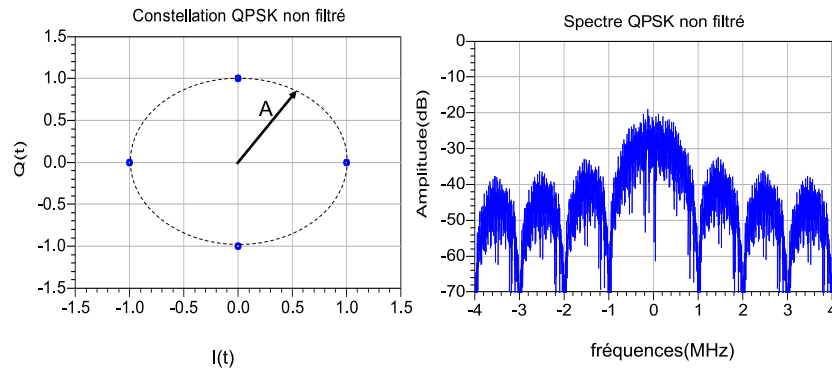 Constellation QPSK non filtré
1.5
1.0
0.5
0.0
-0.5
-1.0
-1.5
Q(t)
A
-1.5 -1.0 -0.5 0.0 0.5 1.0 1.5
I(t)
Spectre QPSK non filtré
0
-10
-20
-30
-40
-50
-60
-70
Amplitude(dB)
-4 -3 -2 -1 0 1 2 3 4
fréquences(MHz)